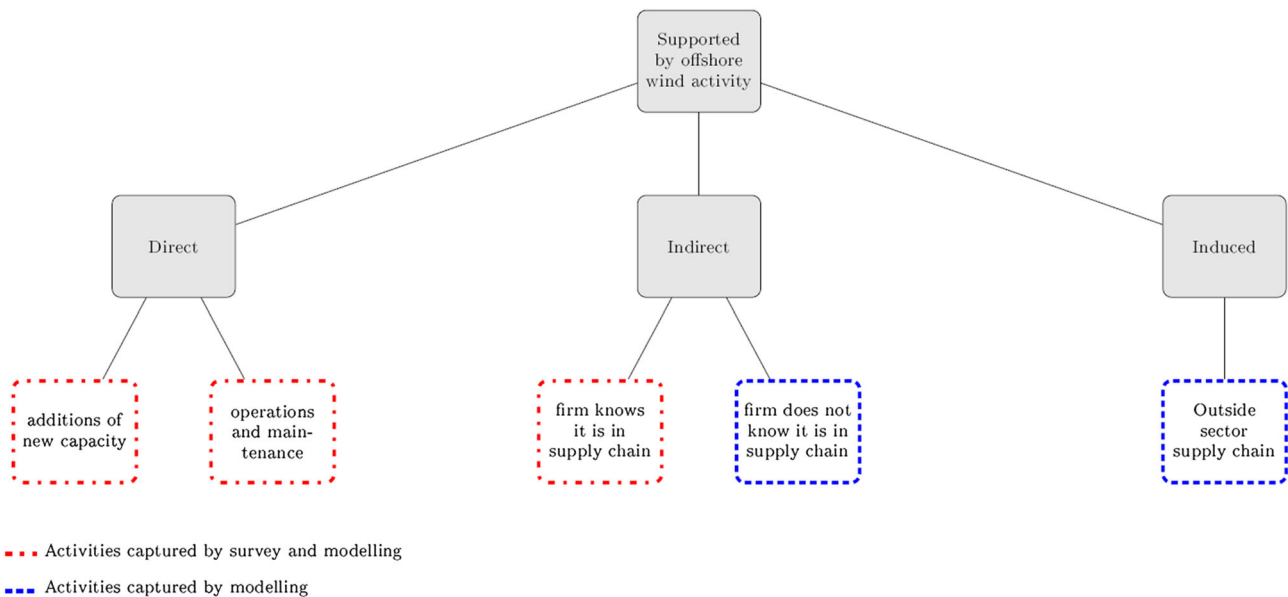 Supported
by offshore
wind activity
Direct
Indirect
Induced
additions of
new capacity
operations
and main-
tenance
firm knows
it is in
supply chain
firm does not
know it is in
supply chain
Outside
sector
supply chain
Activities captured by survey and modelling
Activities captured by modelling